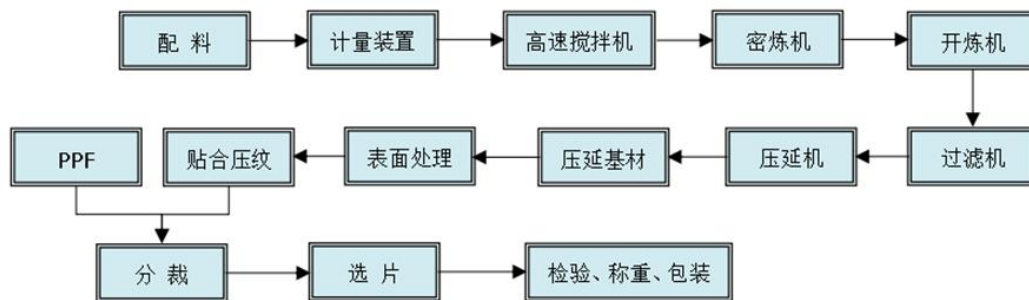 配 料
计量装置
高速搅拌机
密炼机
开炼机
PPF
贴合压纹
表面处理
压延基材
压延机
过滤机
分 裁
选 片
检验、称重、包装